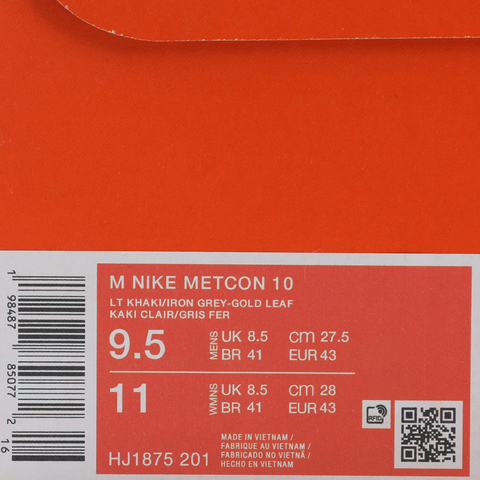 M NIKE METCON 10
LT KHAKI/IRON GREY-GOLD LEAF
KAKI CLAIR/GRIS FER
9.5 MENS UK 8.5 cm 27.5
BR 41 EUR 43
11 WMNS UK 8.5 cm 28
BR 41 EUR 43
MADE IN VIETNAM /
FABRIQUE AU VIETNAM /
FABRICADO NO VIETNÃ /
HECHO EN VIETNAM
HJ1875 201
RFID
1 98487 85077 2 16